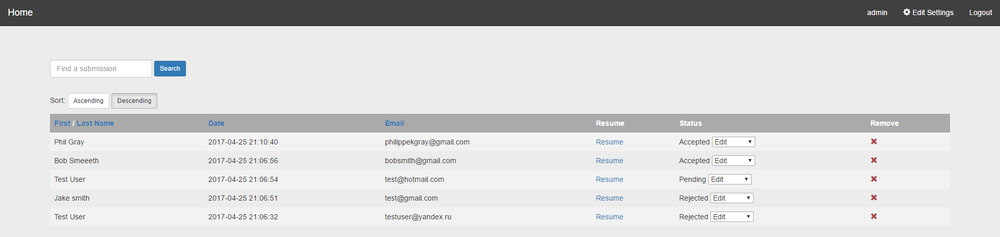 Home admin Edit Settings Logout
Find a submission Search
Sort: Ascending Descending
First / Last Name Date Email Resume Status Remove
Phil Gray 2017-04-25 21:10:40 philippekgray@gmail.com Resume Accepted Edit
Bob Smeeeth 2017-04-25 21:06:56 bobsmith@gmail.com Resume Accepted Edit
Test User 2017-04-25 21:06:54 test@hotmail.com Resume Pending Edit
Jake smith 2017-04-25 21:06:51 test@gmail.com Resume Rejected Edit
Test User 2017-04-25 21:06:32 testuser@yandex.ru Resume Rejected Edit